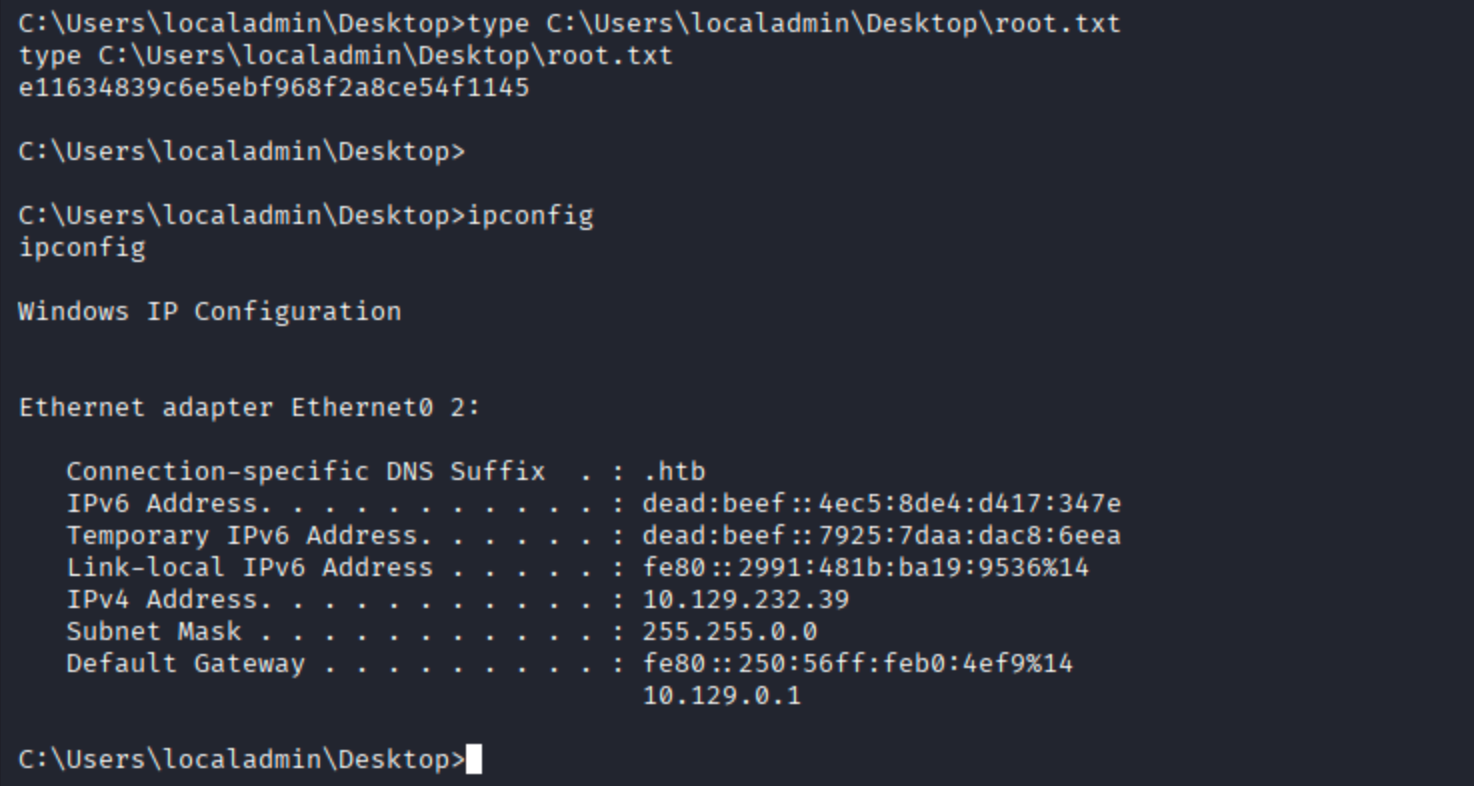 C:\Users\localadmin\Desktop>type C:\Users\localadmin\Desktop\root.txt
type C:\Users\localadmin\Desktop\root.txt
e11634839c6e5ebf968f2a8ce54f1145
C:\Users\localadmin\Desktop>
C:\Users\localadmin\Desktop>ipconfig
ipconfig
Windows IP Configuration
Ethernet adapter Ethernet0 2:
   Connection-specific DNS Suffix  . : .htb
   IPv6 Address. . . . . . . . . . . : dead:beef::4ec5:8de4:d417:347e
   Temporary IPv6 Address. . . . . . : dead:beef::7925:7daa:dac8:6eea
   Link-local IPv6 Address . . . . . : fe80::2991:481b:ba19:9536%14
   IPv4 Address. . . . . . . . . . . : 10.129.232.39
   Subnet Mask . . . . . . . . . . . : 255.255.0.0
   Default Gateway . . . . . . . . . : fe80::250:56ff:feb0:4ef9%14
                                       10.129.0.1
C:\Users\localadmin\Desktop>